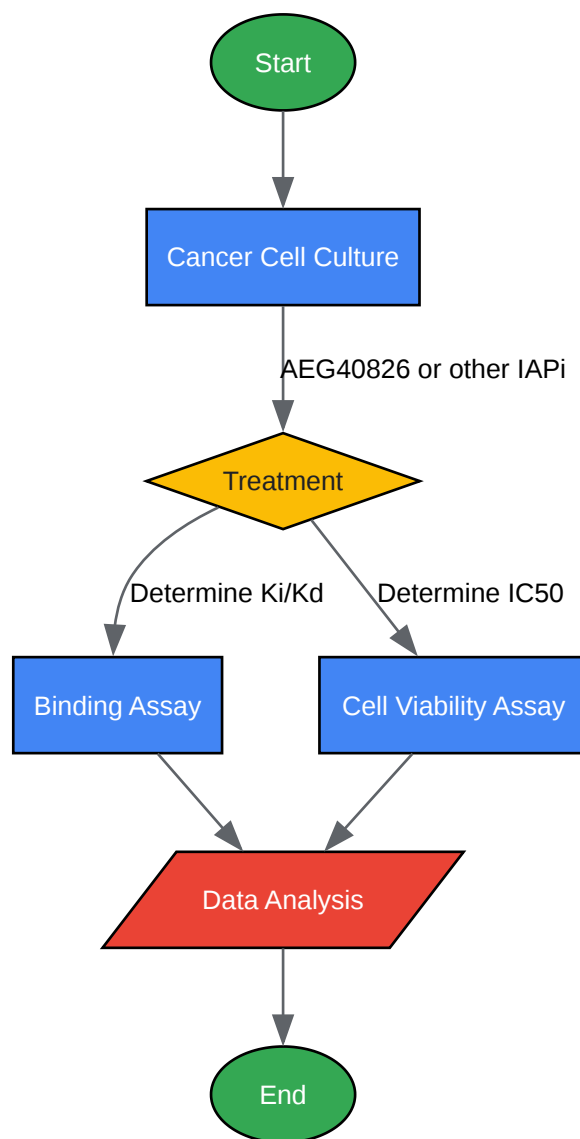 Start
Cancer Cell Culture
AEG40826 or other IAPi
Treatment
Determine Ki/Kd
Determine IC50
Binding Assay
Cell Viability Assay
Data Analysis
End